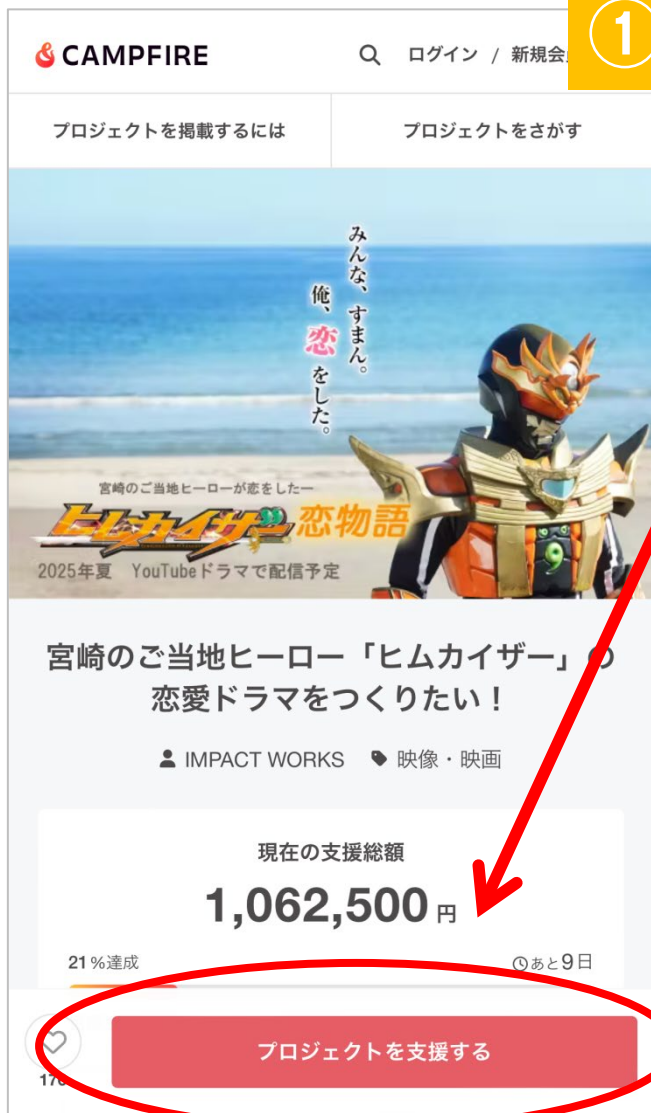 ①
CAMPFIRE
ログイン / 新規会
プロジェクトを掲載するには
プロジェクトをさがす
みんな、すまん。
俺、恋をした。
宮崎のご当地ヒーローが恋をしたー
ヒムカイザー 恋物語
2025年夏 YouTubeドラマで配信予定
宮崎のご当地ヒーロー「ヒムカイザー」の
恋愛ドラマをつくりたい！
IMPACT WORKS 映像・映画
現在の支援総額
1,062,500 円
21%達成
あと9日
プロジェクトを支援する